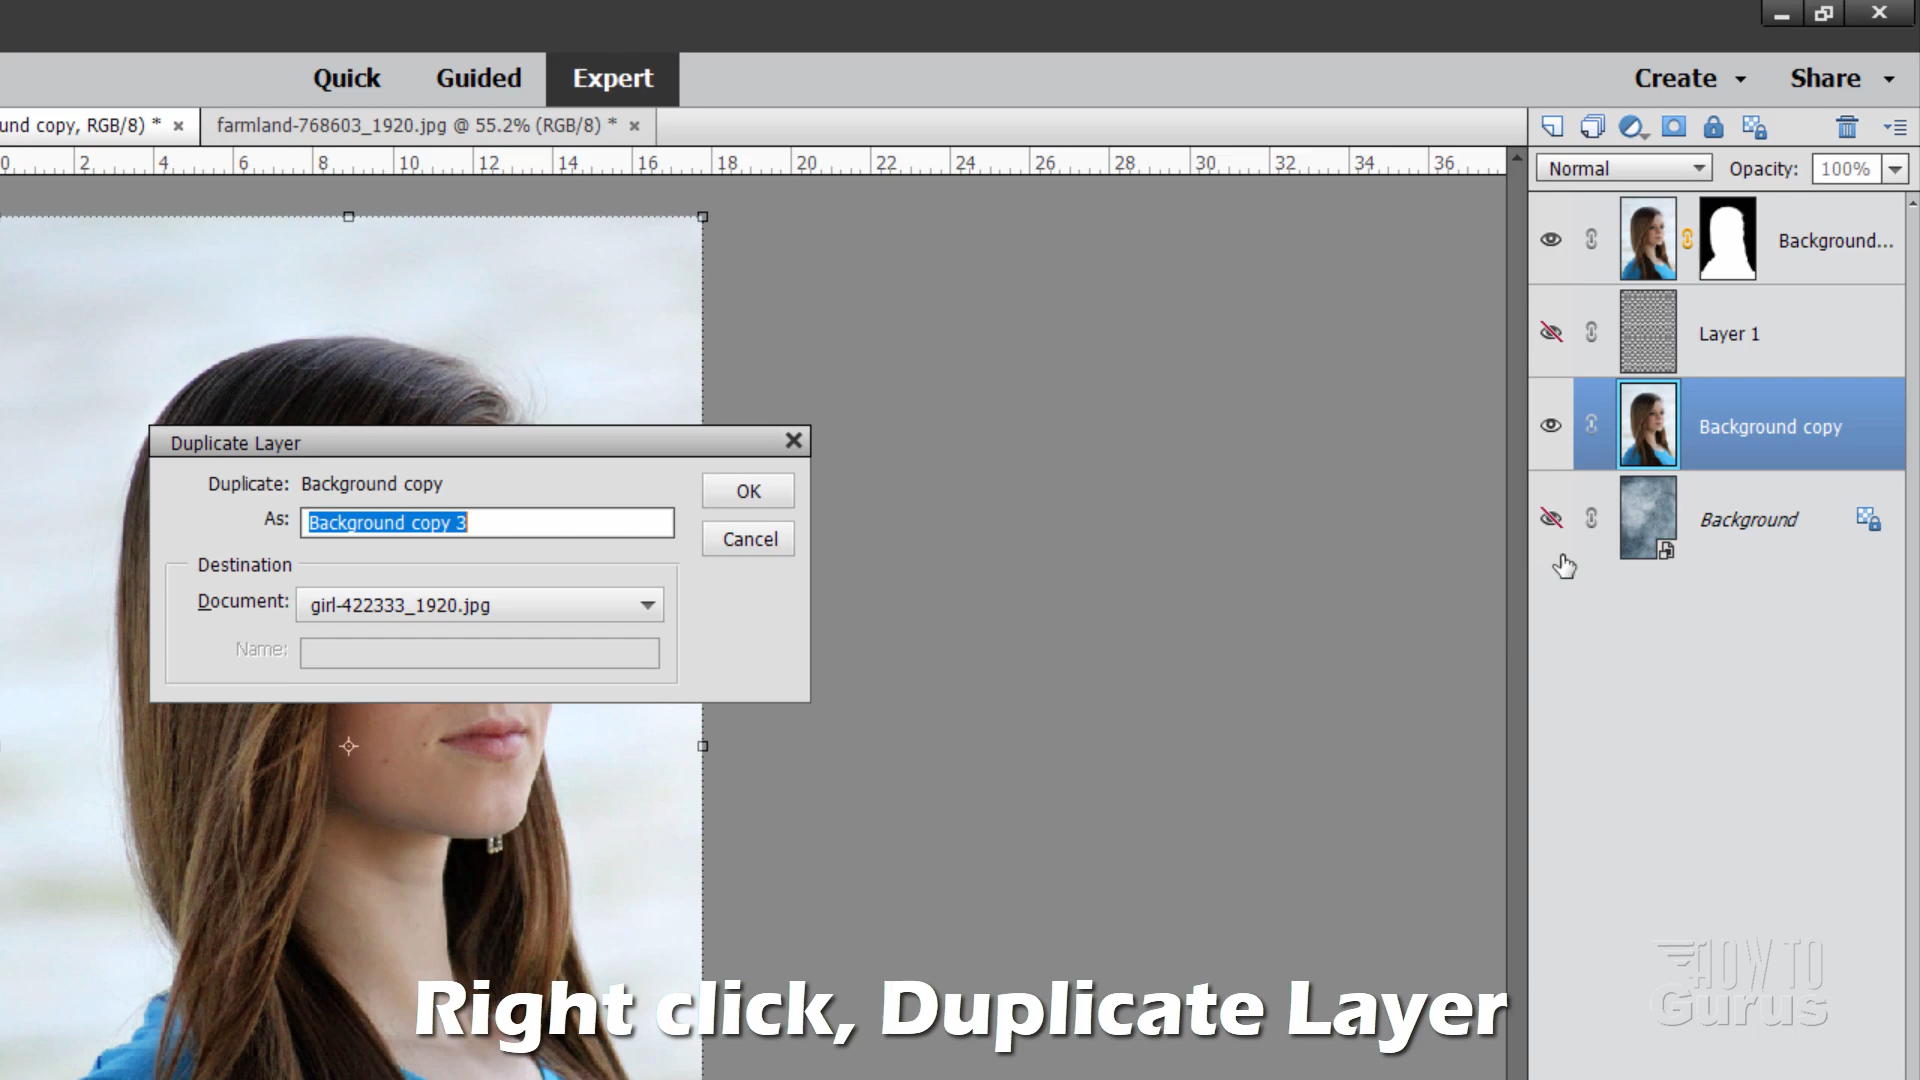 Quick Guided Expert Create Share
und copy, RGB/8) * × farmland-768603_1920.jpg @ 55.2% (RGB/8) * ×
0 2 4 6 8 10 12 14 16 18 20 22 24 26 28 30 32 34 36
Normal Opacity: 100%
Background...
Layer 1
Background copy
Background
Duplicate Layer
Duplicate: Background copy
As: Background copy 3
OK
Cancel
Destination
Document: girl-422333_1920.jpg
Name:
Right click, Duplicate Layer
HOW TO
Gurus